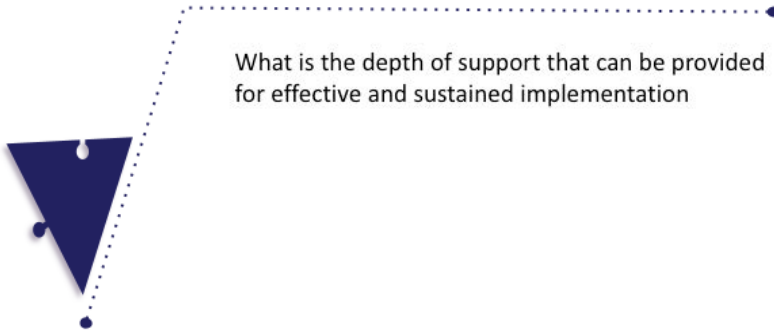 What is the depth of support that can be provided
for effective and sustained implementation